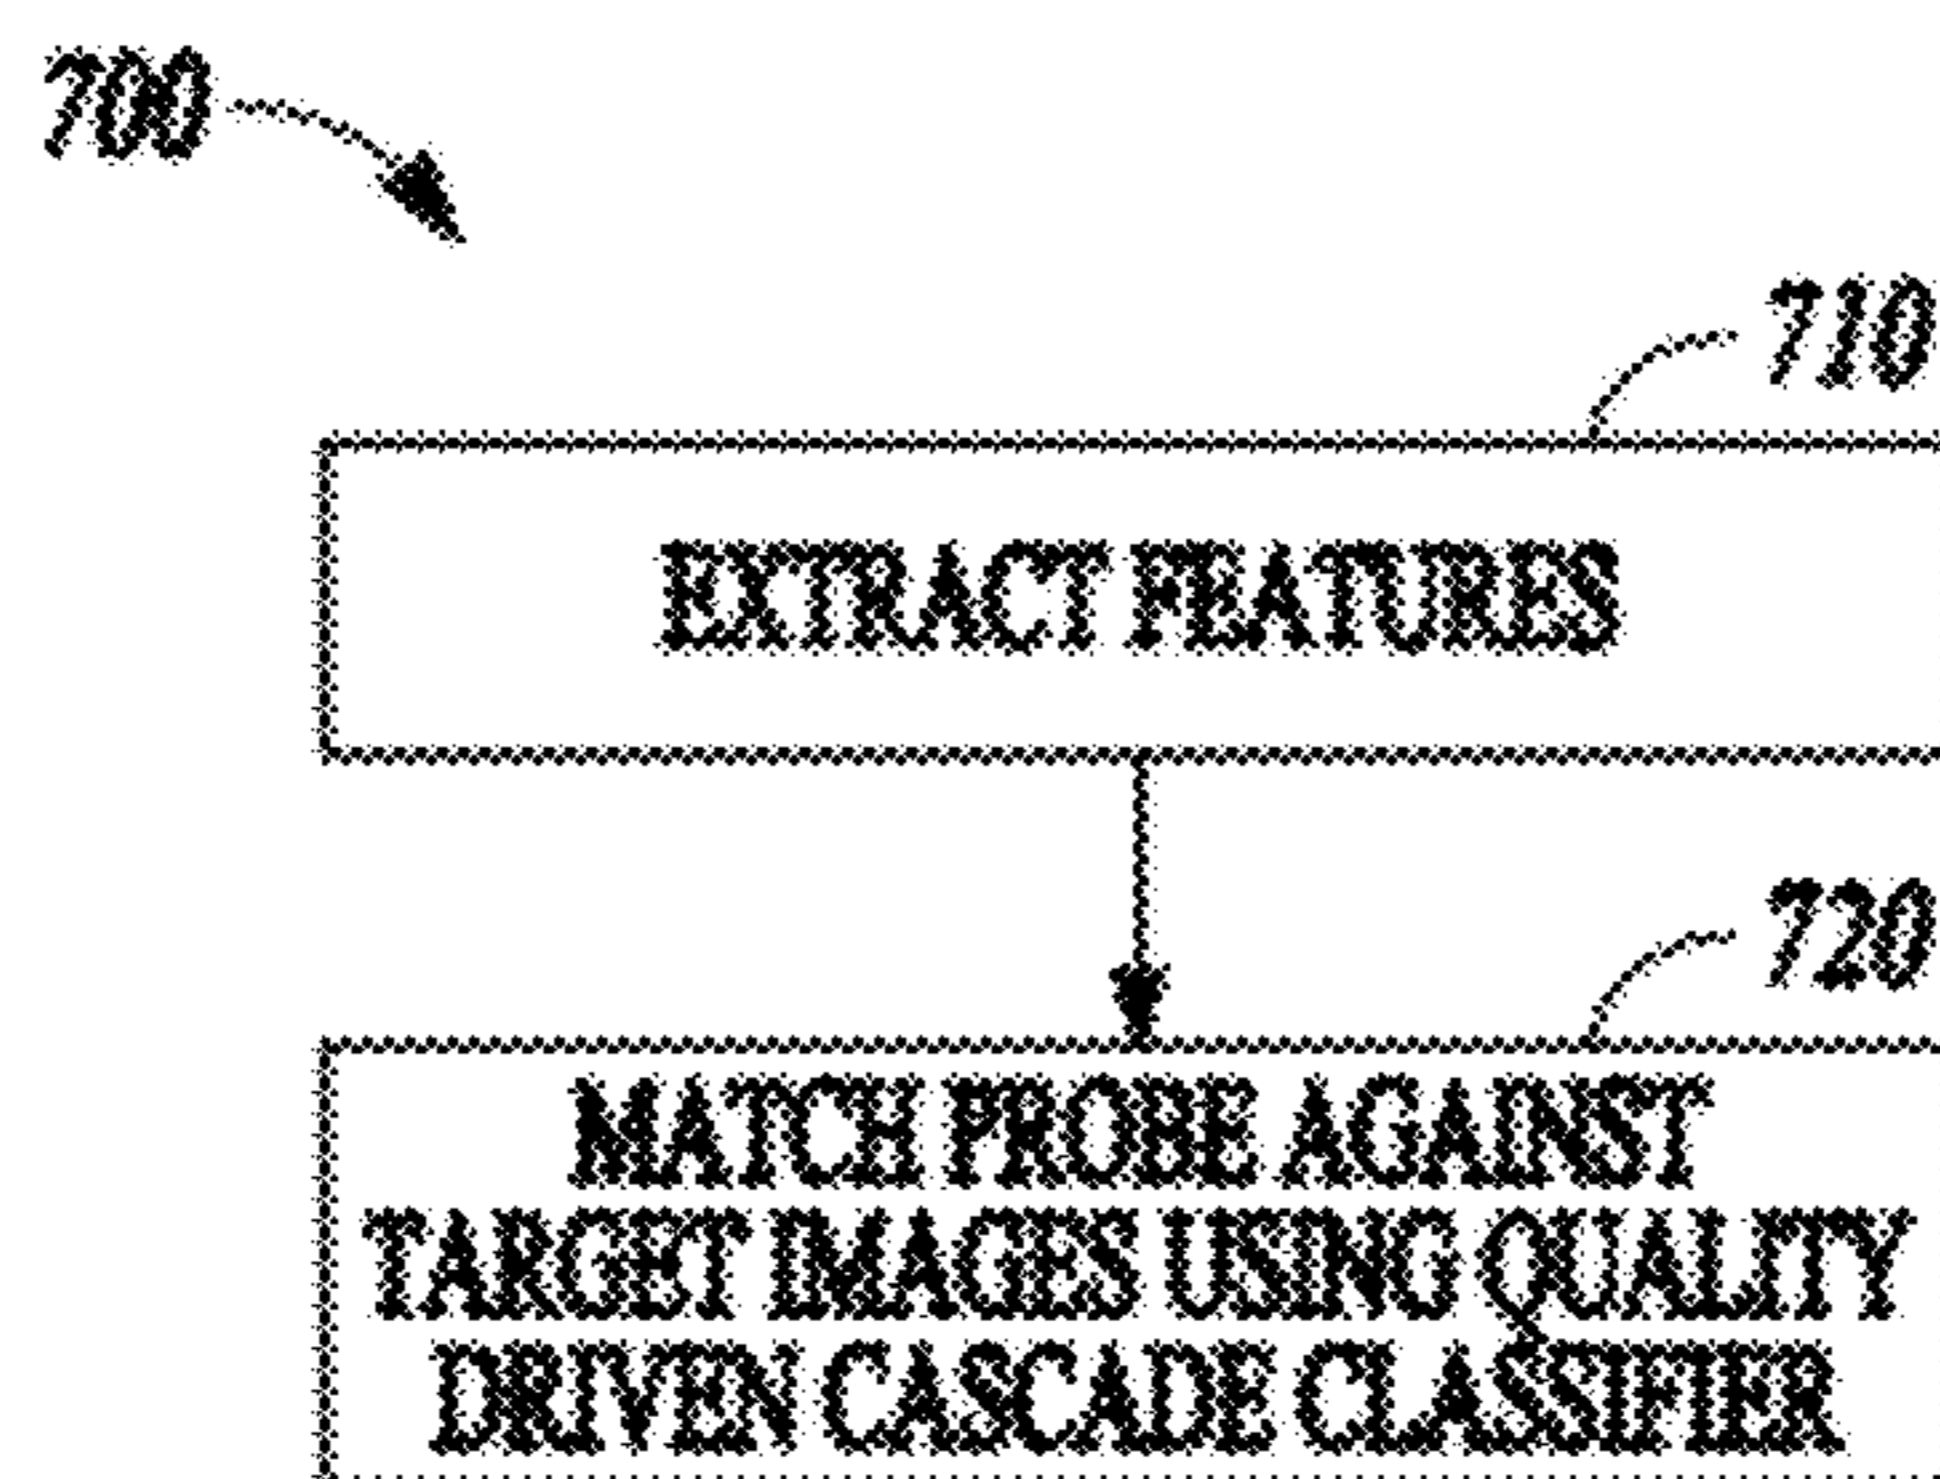 700
710
EXTRACT FEATURES
720
MATCH PROBE AGAINST
TARGET IMAGES USING QUALITY
DRIVEN CASCADE CLASSIFIER